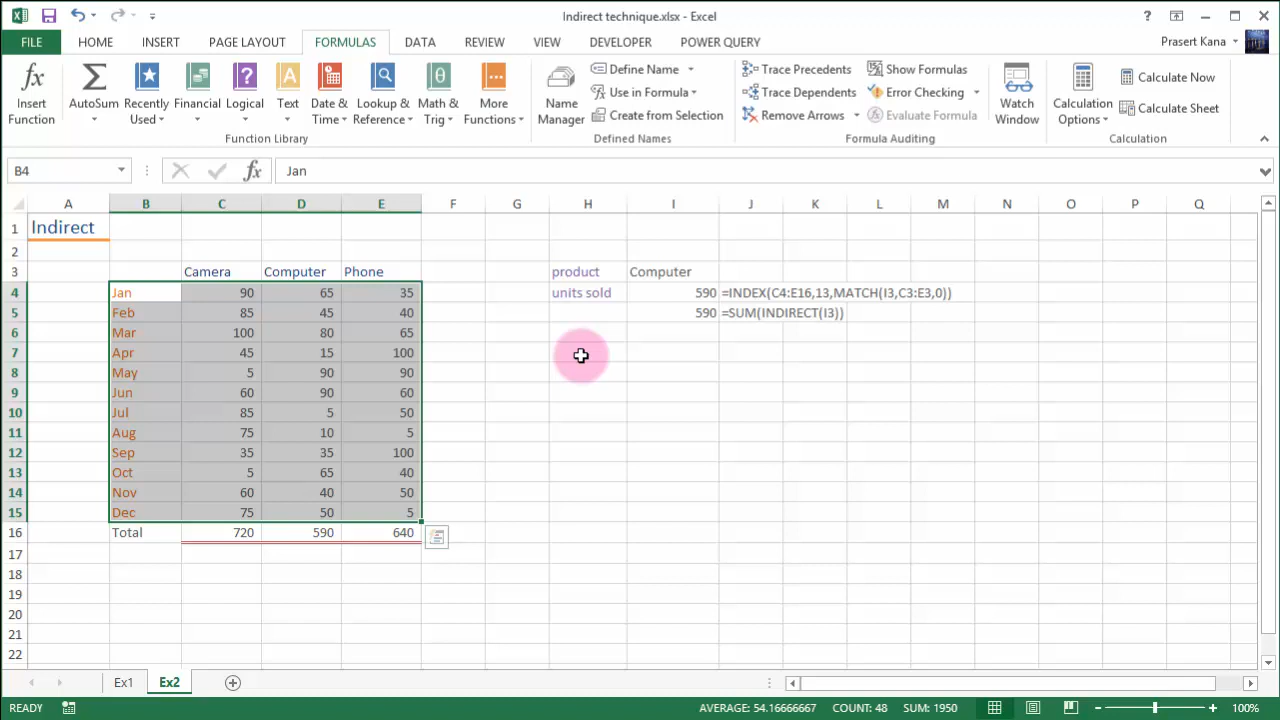 Indirect technique.xlsx - Excel
FILE HOME INSERT PAGE LAYOUT FORMULAS DATA REVIEW VIEW DEVELOPER POWER QUERY Prasert Kana
Insert Function
AutoSum
Recently Used
Financial
Logical
Text
Date & Time
Lookup & Reference
Math & Trig
More Functions
Function Library
Name Manager
Define Name
Use in Formula
Create from Selection
Defined Names
Trace Precedents
Trace Dependents
Remove Arrows
Show Formulas
Error Checking
Evaluate Formula
Formula Auditing
Watch Window
Calculation Options
Calculate Now
Calculate Sheet
Calculation
B4 fx Jan
A B C D E F G H I J K L M N O P Q
1 Indirect
2
3 Camera Computer Phone product Computer
4 Jan 90 65 35 units sold 590 =INDEX(C4:E16,13,MATCH(I3,C3:E3,0))
5 Feb 85 45 40 590 =SUM(INDIRECT(I3))
6 Mar 100 80 65
7 Apr 45 15 100
8 May 5 90 90
9 Jun 60 90 60
10 Jul 85 5 50
11 Aug 75 10 5
12 Sep 35 35 100
13 Oct 5 65 40
14 Nov 60 40 50
15 Dec 75 50 5
16 Total 720 590 640
17
18
19
20
21
22
Ex1 Ex2
READY AVERAGE: 54.16666667 COUNT: 48 SUM: 1950 100%